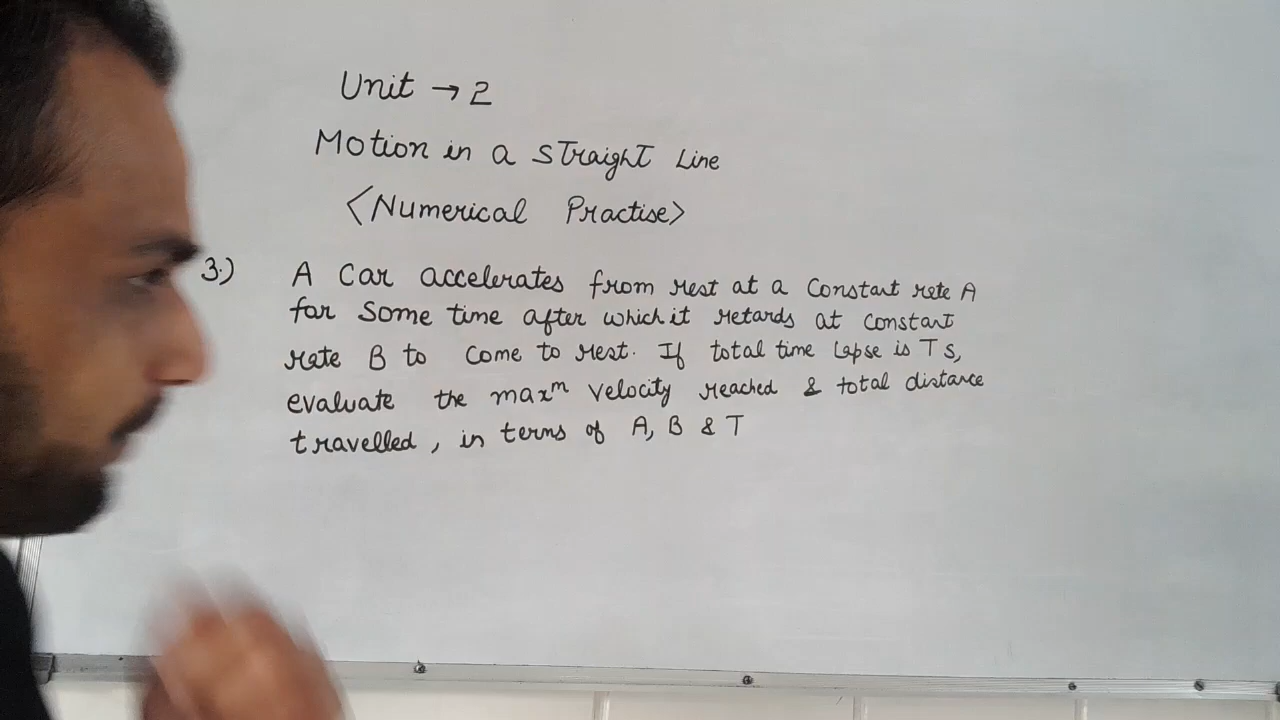 Unit → 2
Motion in a straight Line
<Numerical Practise>
3.) A Car accelerates from rest at a constant rete A
for some time after which it retards at constant
rate B to come to rest. If total time lapse is T s,
evaluate the maxᵐ velocity reached & total distance
travelled, in terms of A, B & T